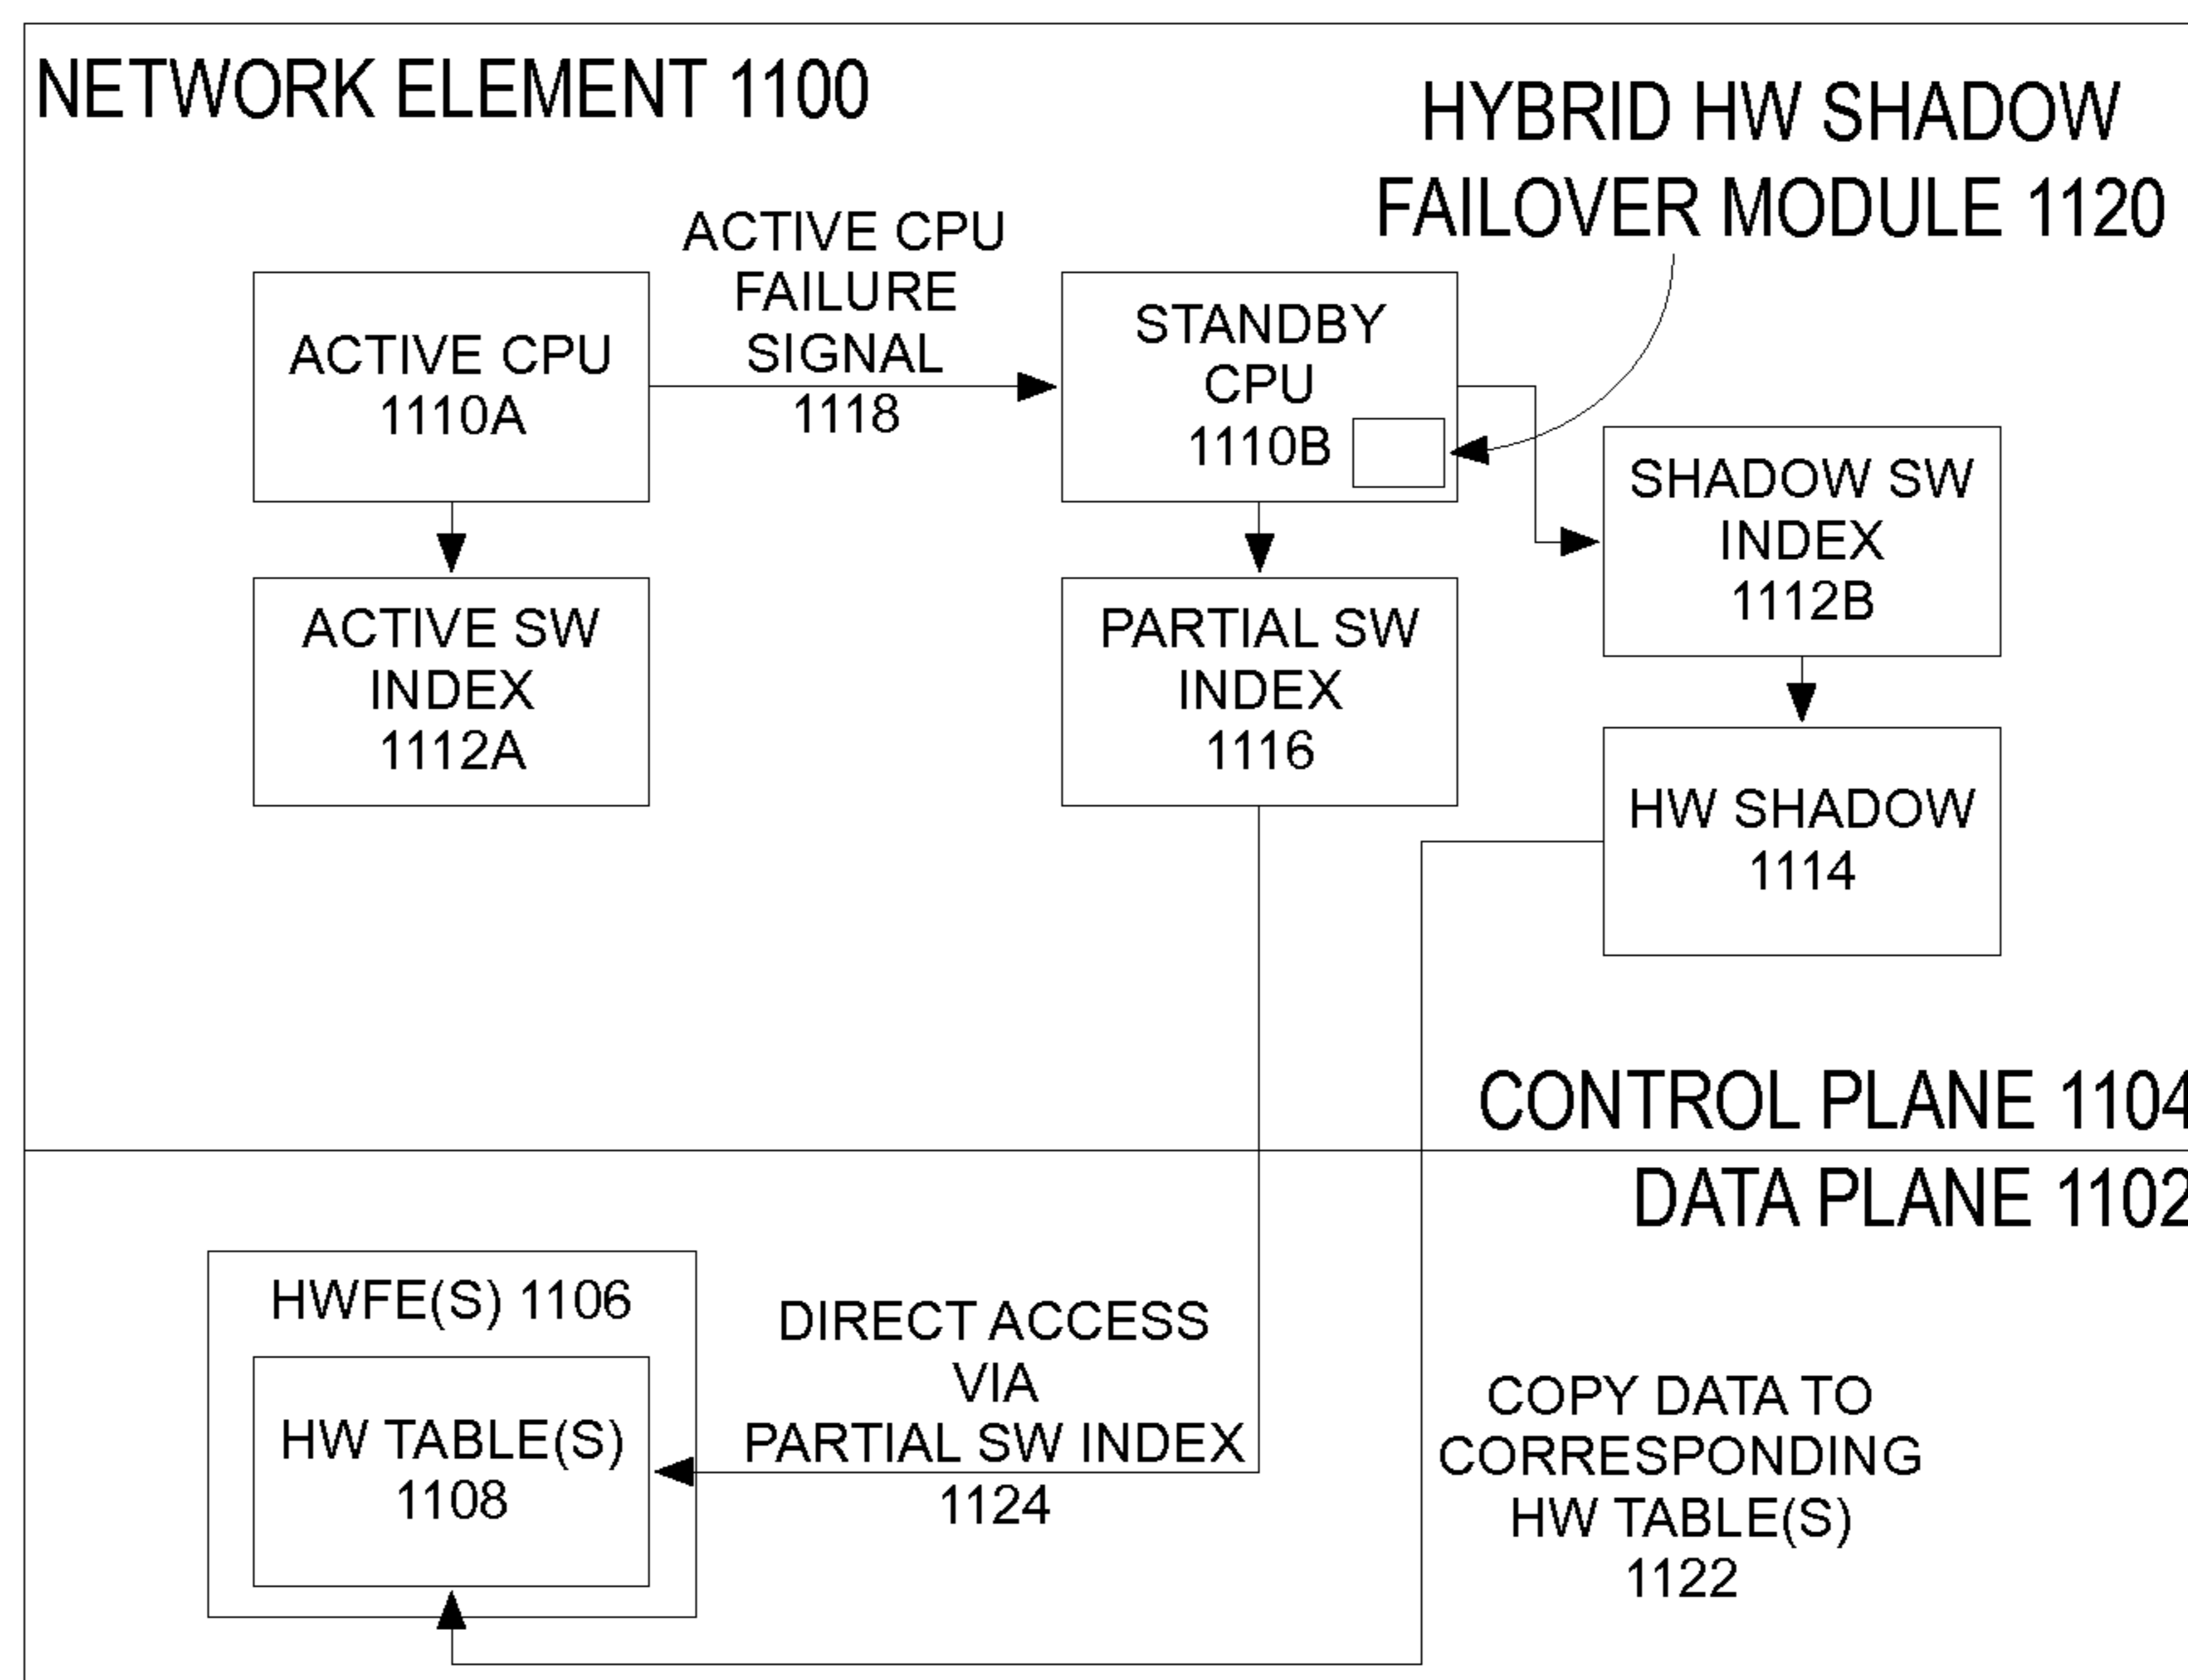 NETWORK ELEMENT 1100
HYBRID HW SHADOW
FAILOVER MODULE 1120
ACTIVE CPU
FAILURE
SIGNAL
1118
ACTIVE CPU
1110A
STANDBY
CPU
1110B
SHADOW SW
INDEX
1112B
ACTIVE SW
INDEX
1112A
PARTIAL SW
INDEX
1116
HW SHADOW
1114
CONTROL PLANE 1104
DATA PLANE 1102
HWFE(S) 1106
HW TABLE(S)
1108
DIRECT ACCESS
VIA
PARTIAL SW INDEX
1124
COPY DATA TO
CORRESPONDING
HW TABLE(S)
1122